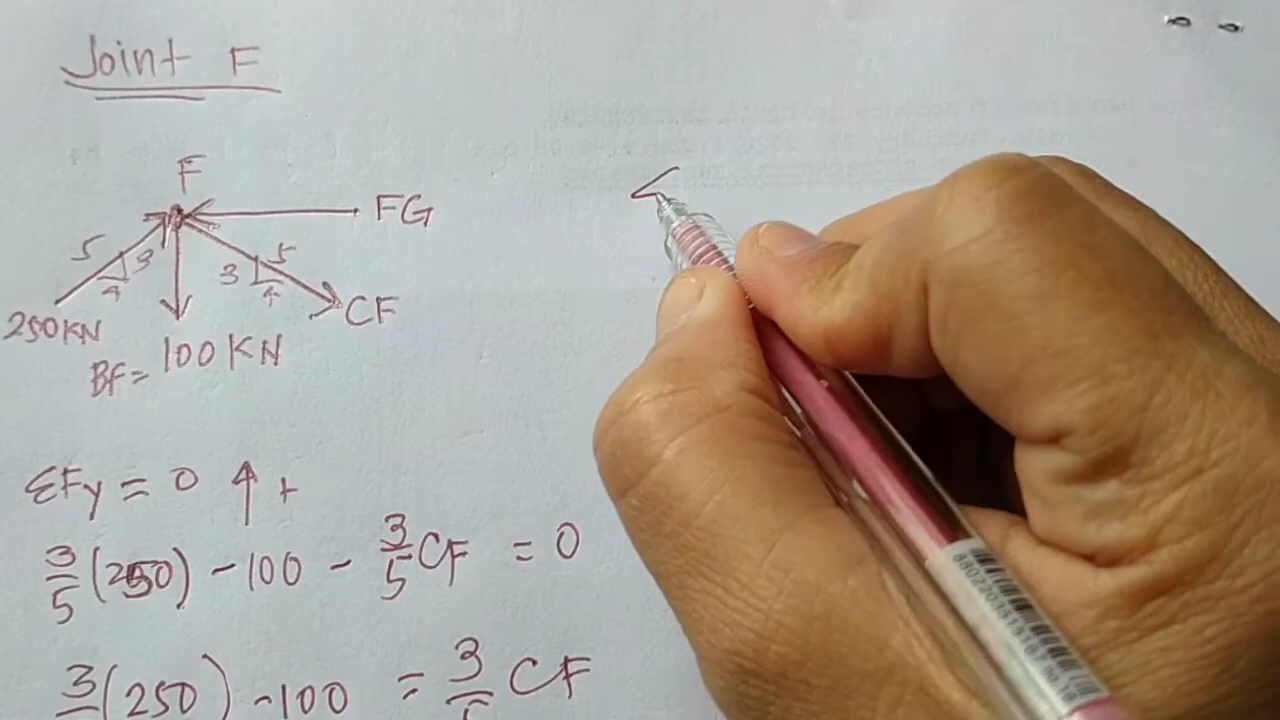 Joint F
F
FG
5 3 4
3 5 4
CF
250KN
BF = 100 KN
ΣFy = 0 ↑ +
3/5 (250) - 100 - 3/5 CF = 0
3/ (250) - 100 = 3/5 CF